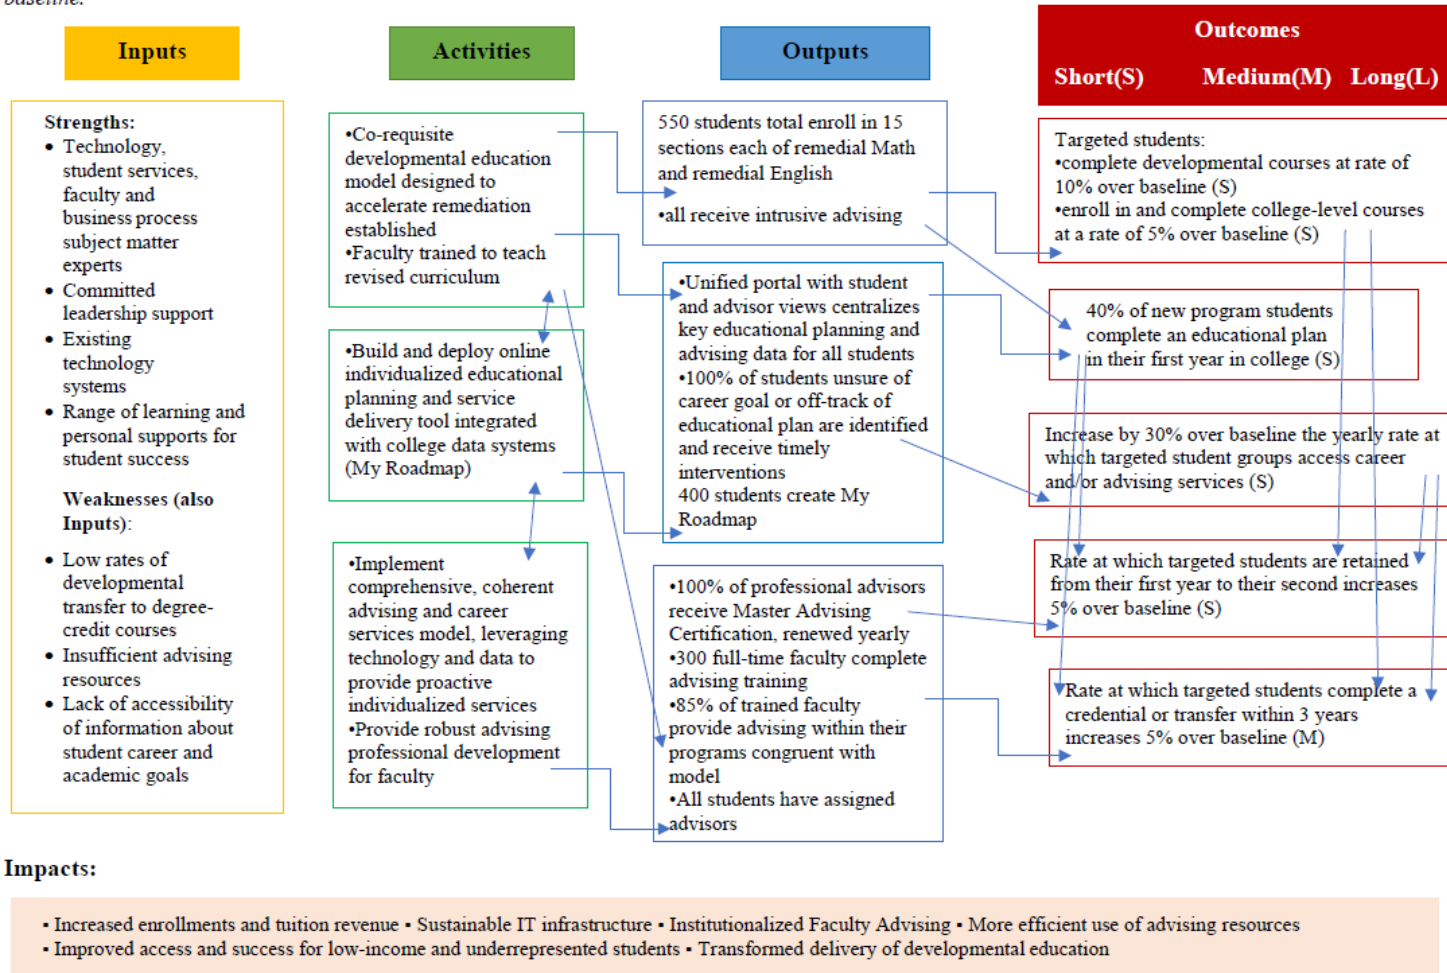 baseline.
Inputs
Activities
Outputs
Outcomes
Short(S) Medium(M) Long(L)
Strengths:
• Technology,
student services,
faculty and
business process
subject matter
experts
• Committed
leadership support
• Existing
technology
systems
• Range of learning and
personal supports for
student success
Weaknesses (also
Inputs):
• Low rates of
developmental
transfer to degree-
credit courses
• Insufficient advising
resources
• Lack of accessibility
of information about
student career and
academic goals
•Co-requisite
developmental education
model designed to
accelerate remediation
established
•Faculty trained to teach
revised curriculum
•Build and deploy online
individualized educational
planning and service
delivery tool integrated
with college data systems
(My Roadmap)
•Implement
comprehensive, coherent
advising and career
services model, leveraging
technology and data to
provide proactive
individualized services
•Provide robust advising
professional development
for faculty
550 students total enroll in 15
sections each of remedial Math
and remedial English
•all receive intrusive advising
•Unified portal with student
and advisor views centralizes
key educational planning and
advising data for all students
•100% of students unsure of
career goal or off-track of
educational plan are identified
and receive timely
interventions
400 students create My
Roadmap
•100% of professional advisors
receive Master Advising
Certification, renewed yearly
•300 full-time faculty complete
advising training
•85% of trained faculty
provide advising within their
programs congruent with
model
•All students have assigned
advisors
Targeted students:
•complete developmental courses at rate of
10% over baseline (S)
•enroll in and complete college-level courses
at a rate of 5% over baseline (S)
40% of new program students
complete an educational plan
in their first year in college (S)
Increase by 30% over baseline the yearly rate at
which targeted student groups access career
and/or advising services (S)
Rate at which targeted students are retained
from their first year to their second increases
5% over baseline (S)
Rate at which targeted students complete a
credential or transfer within 3 years
increases 5% over baseline (M)
Impacts:
▪ Increased enrollments and tuition revenue ▪ Sustainable IT infrastructure ▪ Institutionalized Faculty Advising ▪ More efficient use of advising resources
▪ Improved access and success for low-income and underrepresented students ▪ Transformed delivery of developmental education